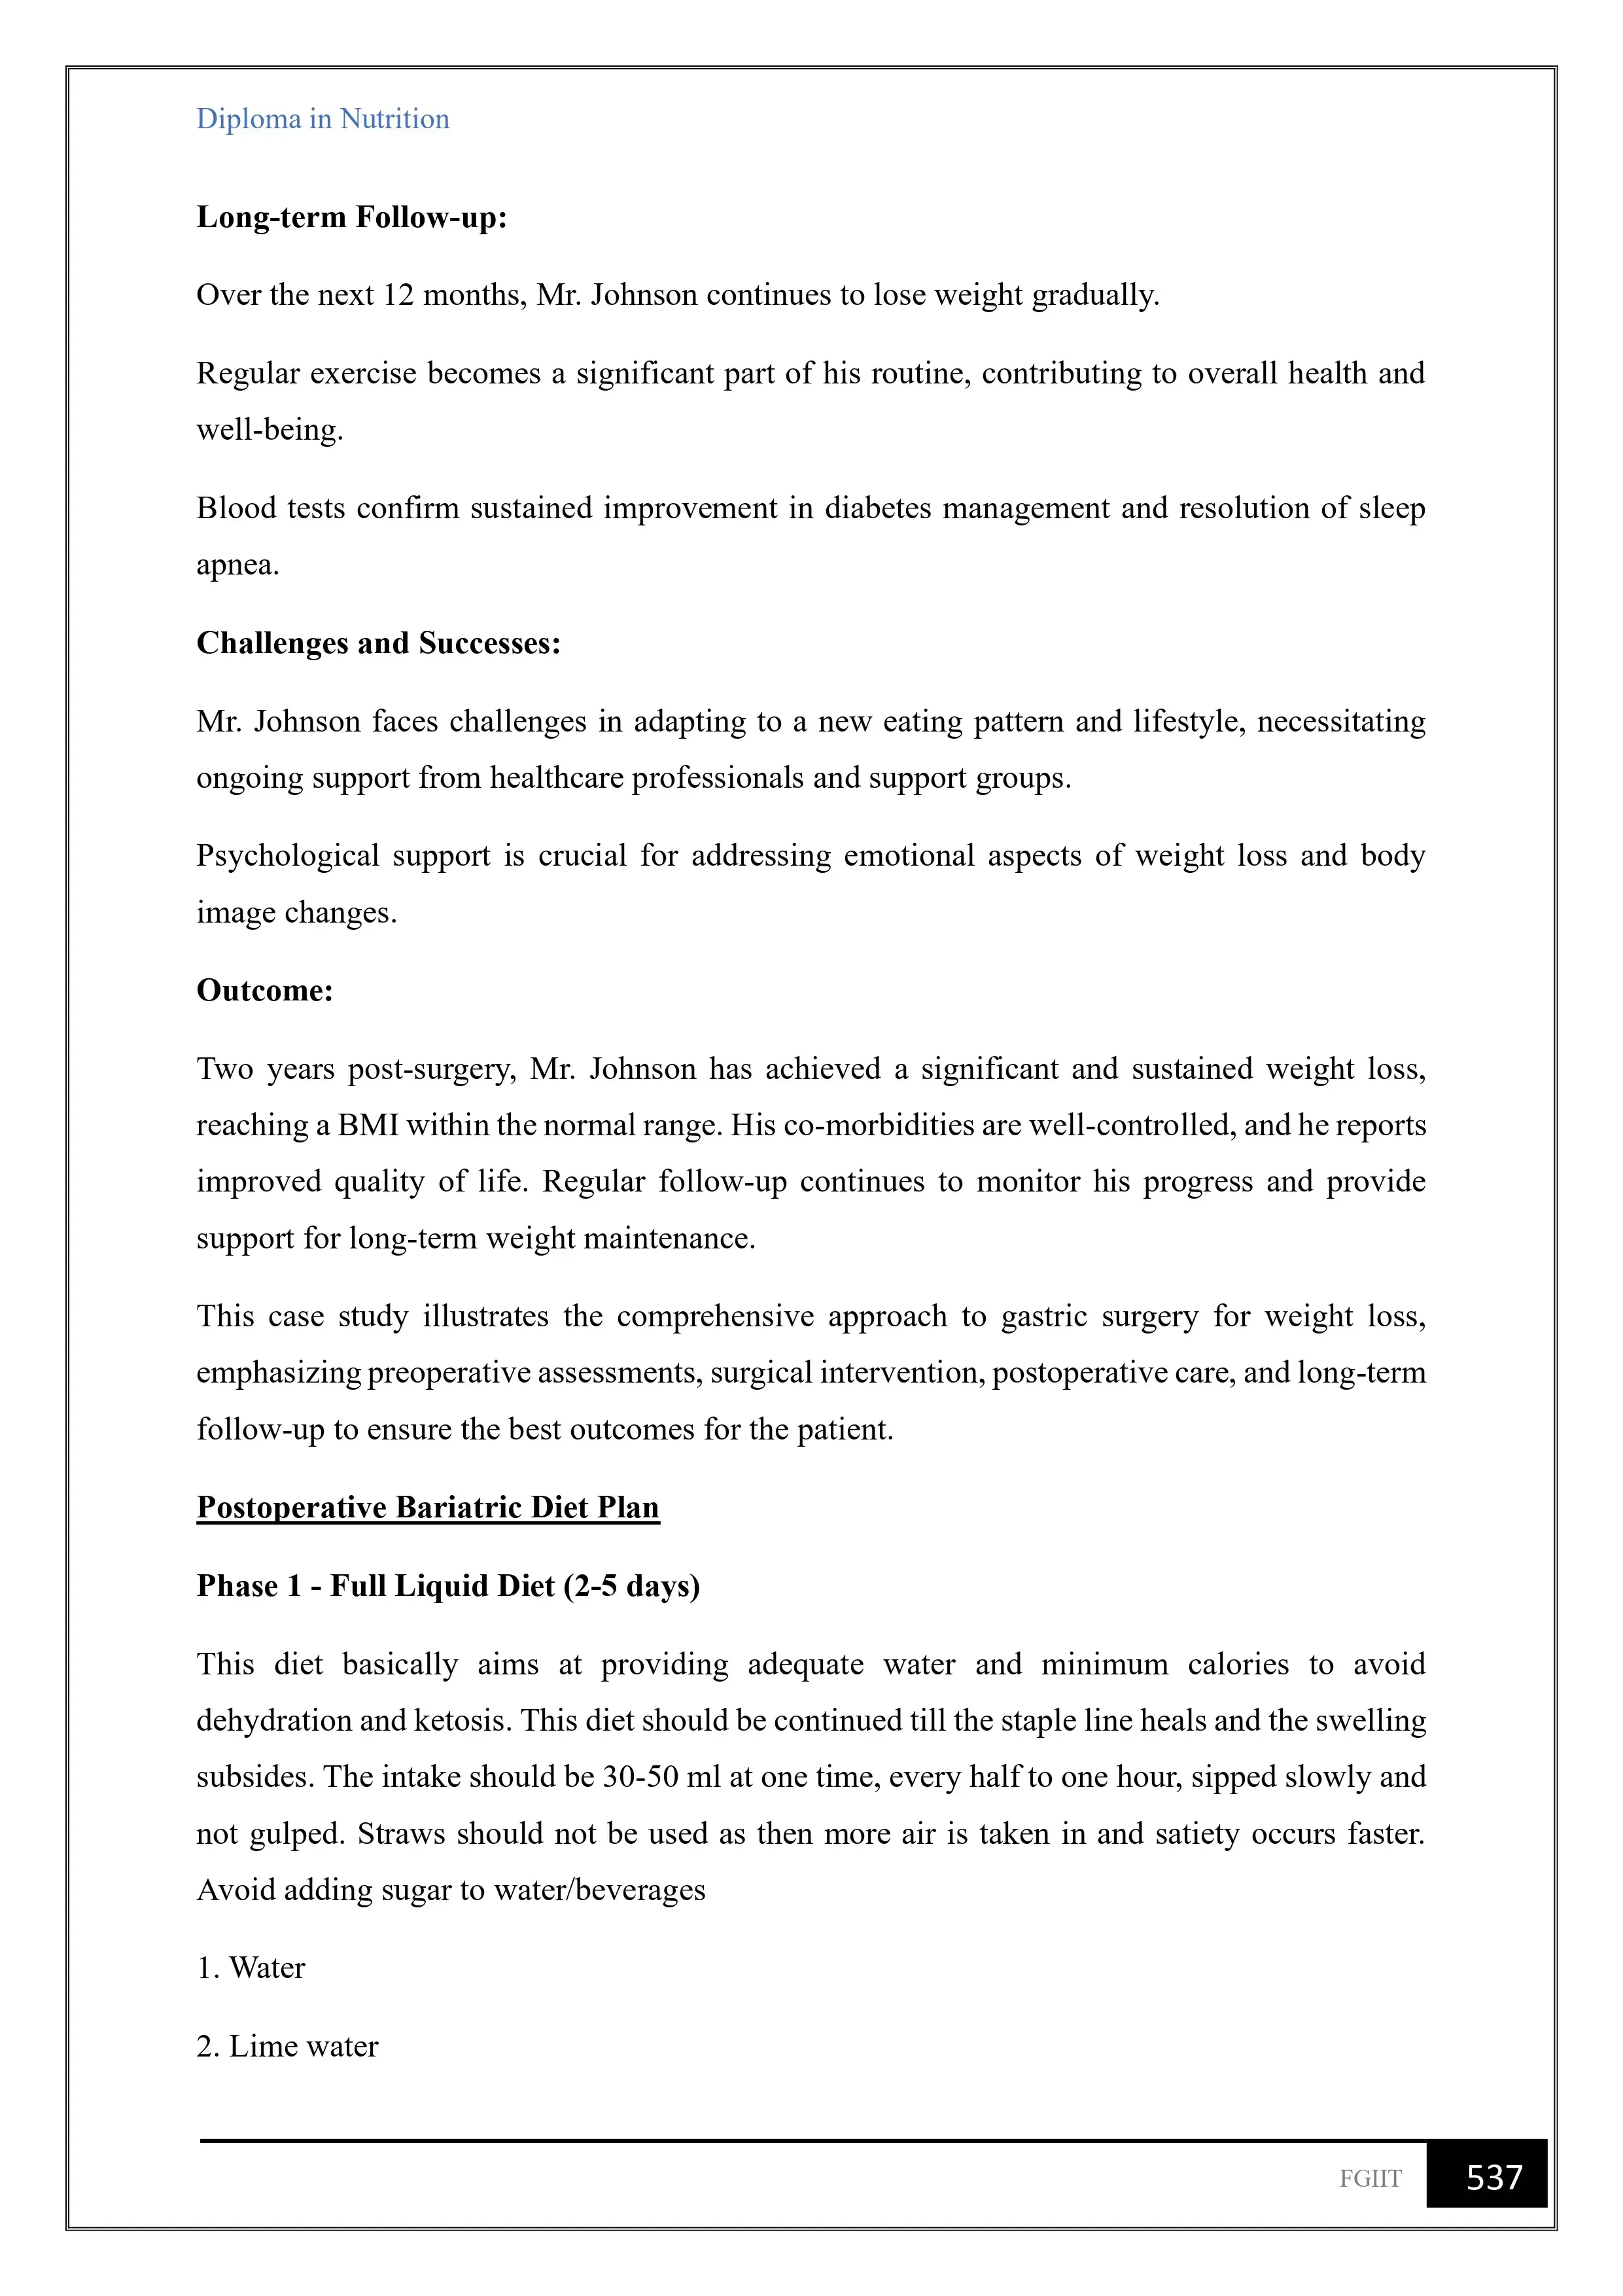 Diploma in Nutrition
Long-term Follow-up:
Over the next 12 months, Mr. Johnson continues to lose weight gradually.
Regular exercise becomes a significant part of his routine, contributing to overall health and
well-being.
Blood tests confirm sustained improvement in diabetes management and resolution of sleep
apnea.
Challenges and Successes:
Mr. Johnson faces challenges in adapting to a new eating pattern and lifestyle, necessitating
ongoing support from healthcare professionals and support groups.
Psychological support is crucial for addressing emotional aspects of weight loss and body
image changes.
Outcome:
Two years post-surgery, Mr. Johnson has achieved a significant and sustained weight loss,
reaching a BMI within the normal range. His co-morbidities are well-controlled, and he reports
improved quality of life. Regular follow-up continues to monitor his progress and provide
support for long-term weight maintenance.
This case study illustrates the comprehensive approach to gastric surgery for weight loss,
emphasizing preoperative assessments, surgical intervention, postoperative care, and long-term
follow-up to ensure the best outcomes for the patient.
Postoperative Bariatric Diet Plan
Phase 1 - Full Liquid Diet (2-5 days)
This diet basically aims at providing adequate water and minimum calories to avoid
dehydration and ketosis. This diet should be continued till the staple line heals and the swelling
subsides. The intake should be 30-50 ml at one time, every half to one hour, sipped slowly and
not gulped. Straws should not be used as then more air is taken in and satiety occurs faster.
Avoid adding sugar to water/beverages
1. Water
2. Lime water
FGIIT 537